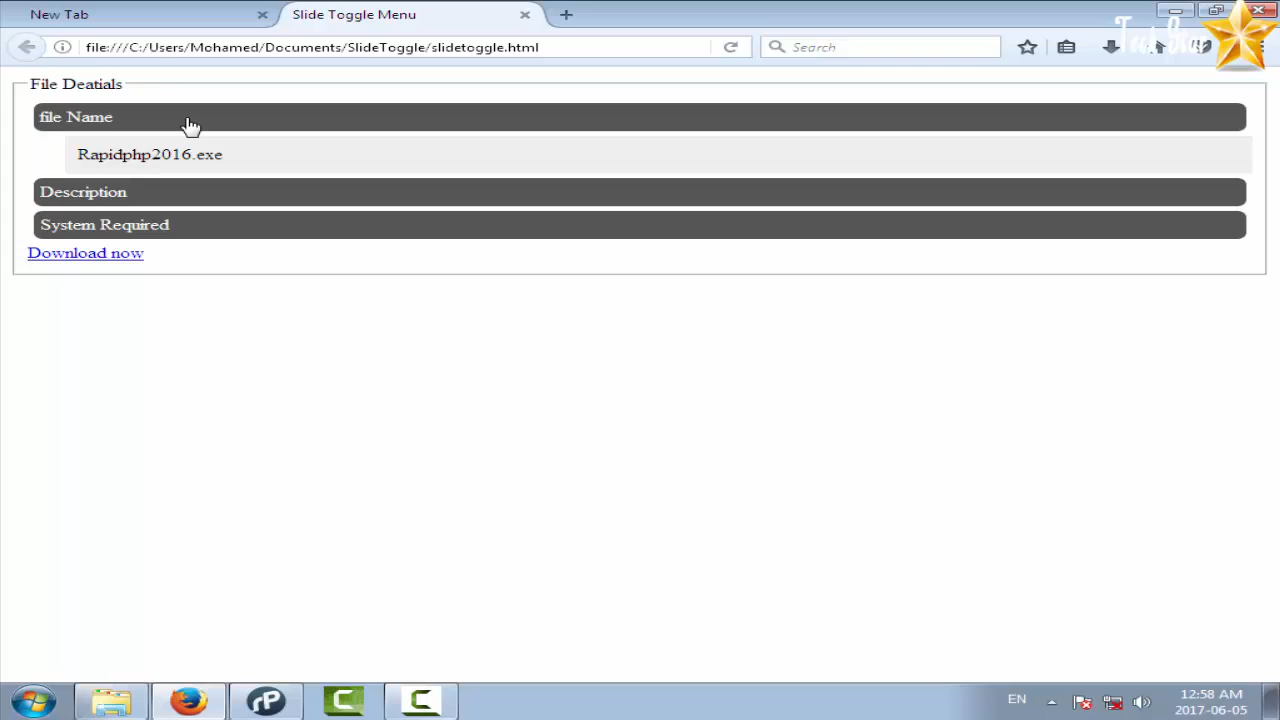 New Tab
Slide Toggle Menu
file:///C:/Users/Mohamed/Documents/SlideToggle/slidetoggle.html
Search
File Deatials
file Name
Rapidphp2016.exe
Description
System Required
Download now
EN
12:58 AM
2017-06-05